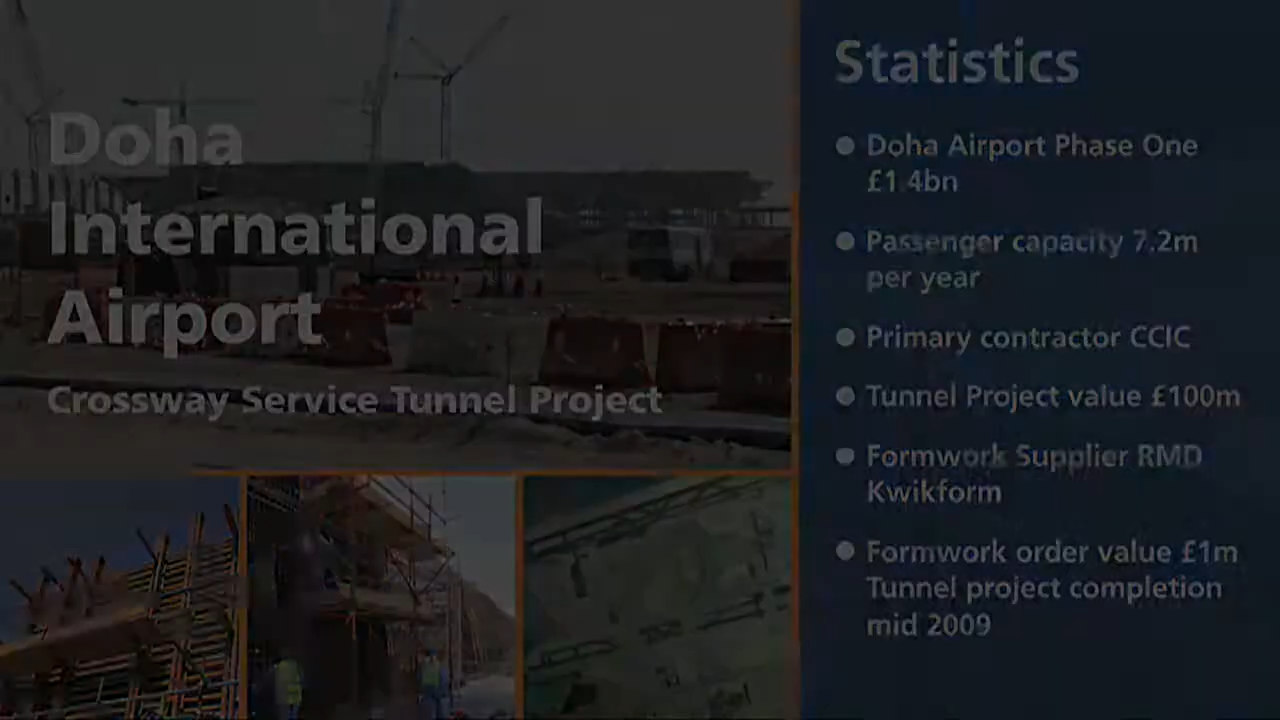 Doha
International
Airport
Crossway Service Tunnel Project
Statistics
● Doha Airport Phase One
£1.4bn
● Passenger capacity 7.2m
per year
● Primary contractor CCIC
● Tunnel Project value £100m
● Formwork Supplier RMD
Kwikform
● Formwork order value £1m
Tunnel project completion
mid 2009